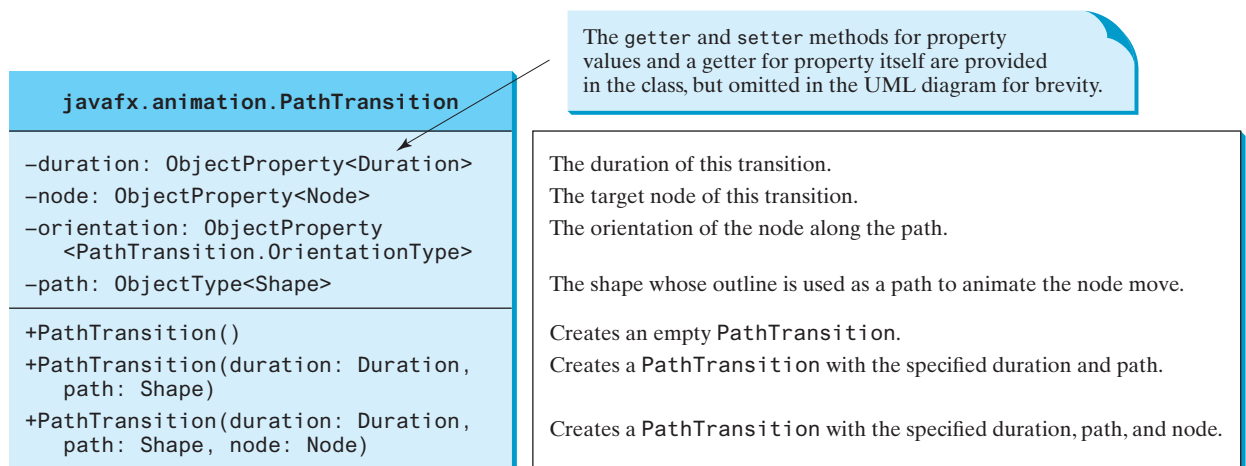 The getter and setter methods for property
values and a getter for property itself are provided
in the class, but omitted in the UML diagram for brevity.
javafx.animation.PathTransition
–duration: ObjectProperty<Duration>
The duration of this transition.
–node: ObjectProperty<Node>
The target node of this transition.
–orientation: ObjectProperty
<PathTransition.OrientationType>
The orientation of the node along the path.
–path: ObjectType<Shape>
The shape whose outline is used as a path to animate the node move.
+PathTransition()
Creates an empty PathTransition.
+PathTransition(duration: Duration,
path: Shape)
Creates a PathTransition with the specified duration and path.
+PathTransition(duration: Duration,
path: Shape, node: Node)
Creates a PathTransition with the specified duration, path, and node.